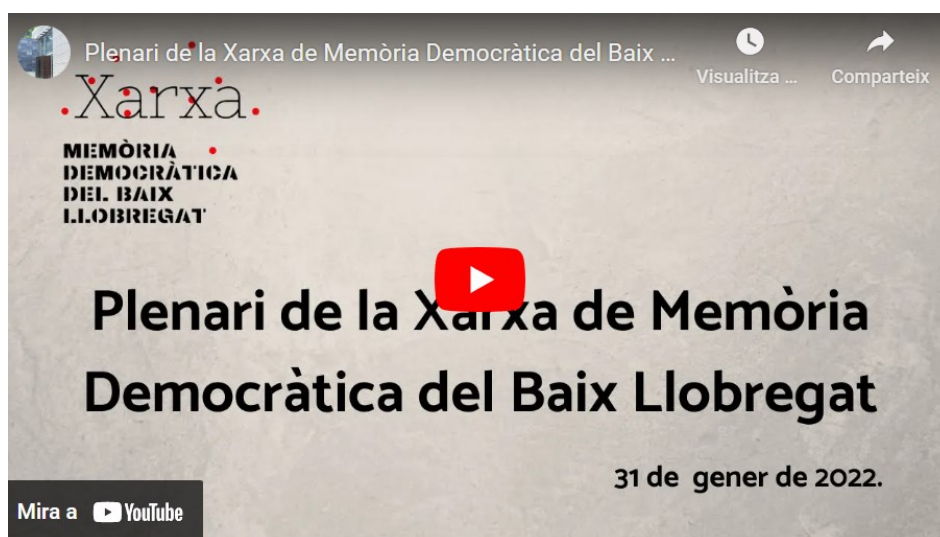 Plenari de la Xarxa de Memòria Democràtica del Baix ...
Visualitza ...
Comparteix
Xarxa
MEMÒRIA
DEMOCRÀTICA
DEL BAIX
LLOBREGAT
Plenari de la Xarxa de Memòria
Democràtica del Baix Llobregat
31 de gener de 2022.
Mira a YouTube